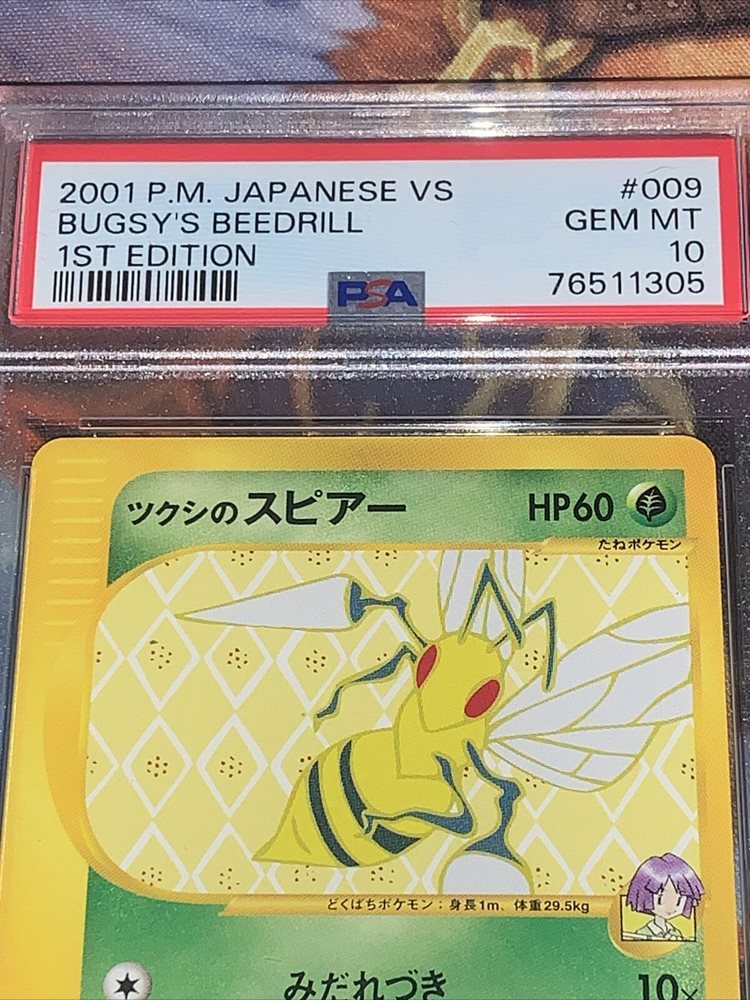 2001 P.M. JAPANESE VS #009
BUGSY'S BEEDRILL GEM MT
1ST EDITION 10
PSA 76511305
ツクシのスピアー HP60
たねポケモン
どくばちポケモン：身長1m、体重29.5kg
みだれづき 10×